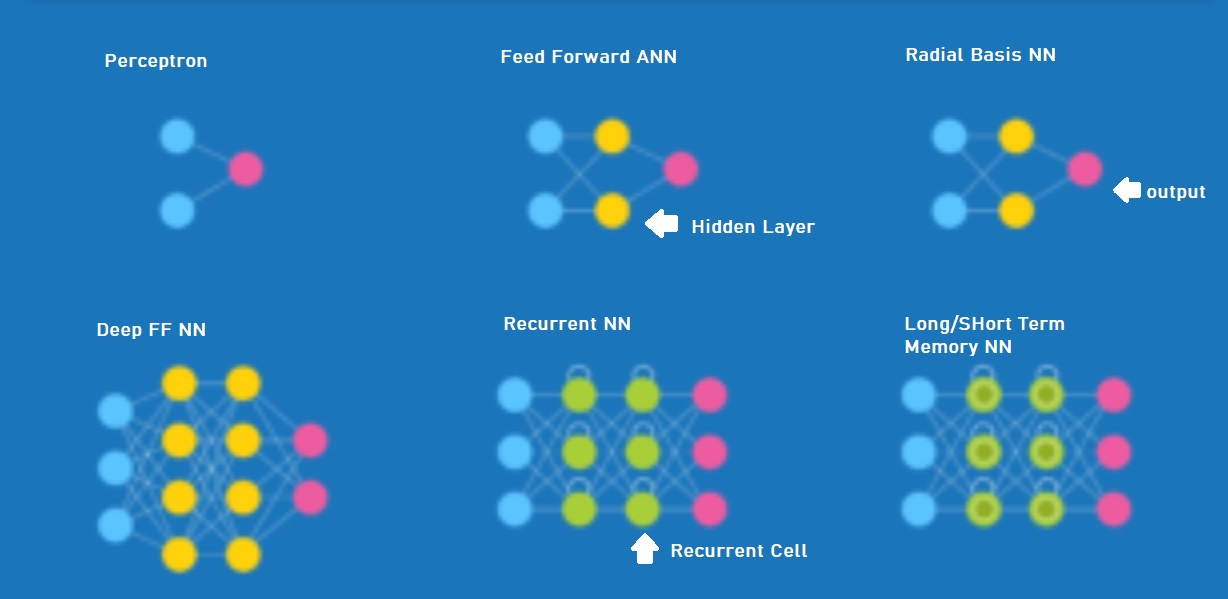 Perceptron
Feed Forward ANN
Radial Basis NN
output
Hidden Layer
Deep FF NN
Recurrent NN
Long/SHort Term
Memory NN
Recurrent Cell